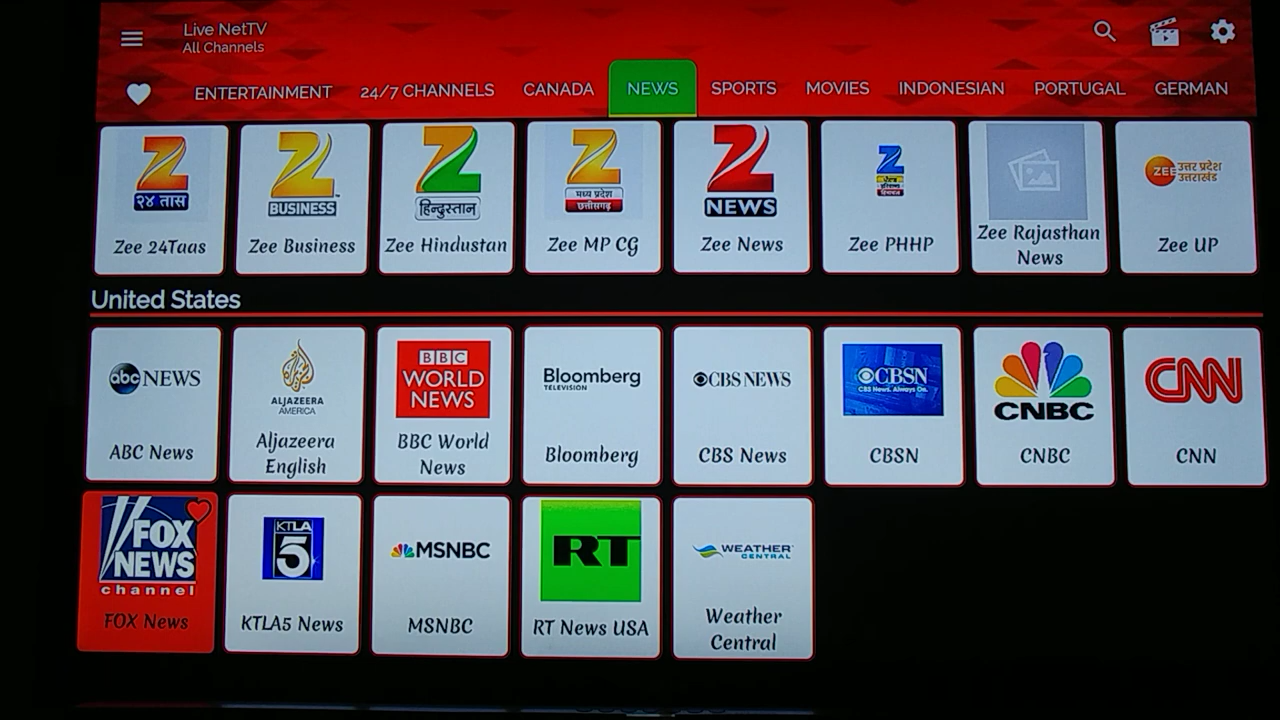 Live NetTV
All Channels
ENTERTAINMENT 24/7 CHANNELS CANADA NEWS SPORTS MOVIES INDONESIAN PORTUGAL GERMAN
२४ तास
Zee 24Taas
BUSINESS
Zee Business
हिन्दुस्तान
Zee Hindustan
मध्य प्रदेश
छत्तीसगढ़
Zee MP CG
NEWS
Zee News
Zee PHHP
Zee Rajasthan
News
ZEE उत्तर प्रदेश
उत्तराखंड
Zee UP
United States
abc NEWS
ABC News
ALJAZEERA
AMERICA
Aljazeera
English
BBC
WORLD
NEWS
BBC World
News
Bloomberg
TELEVISION
Bloomberg
CBS NEWS
CBS News
CBSN
CBS News. Always On.
CBSN
CNBC
CNBC
CNN
CNN
FOX
NEWS
channel
FOX News
KTLA
5
KTLA5 News
MSNBC
MSNBC
RT
RT News USA
WEATHER
CENTRAL
Weather
Central